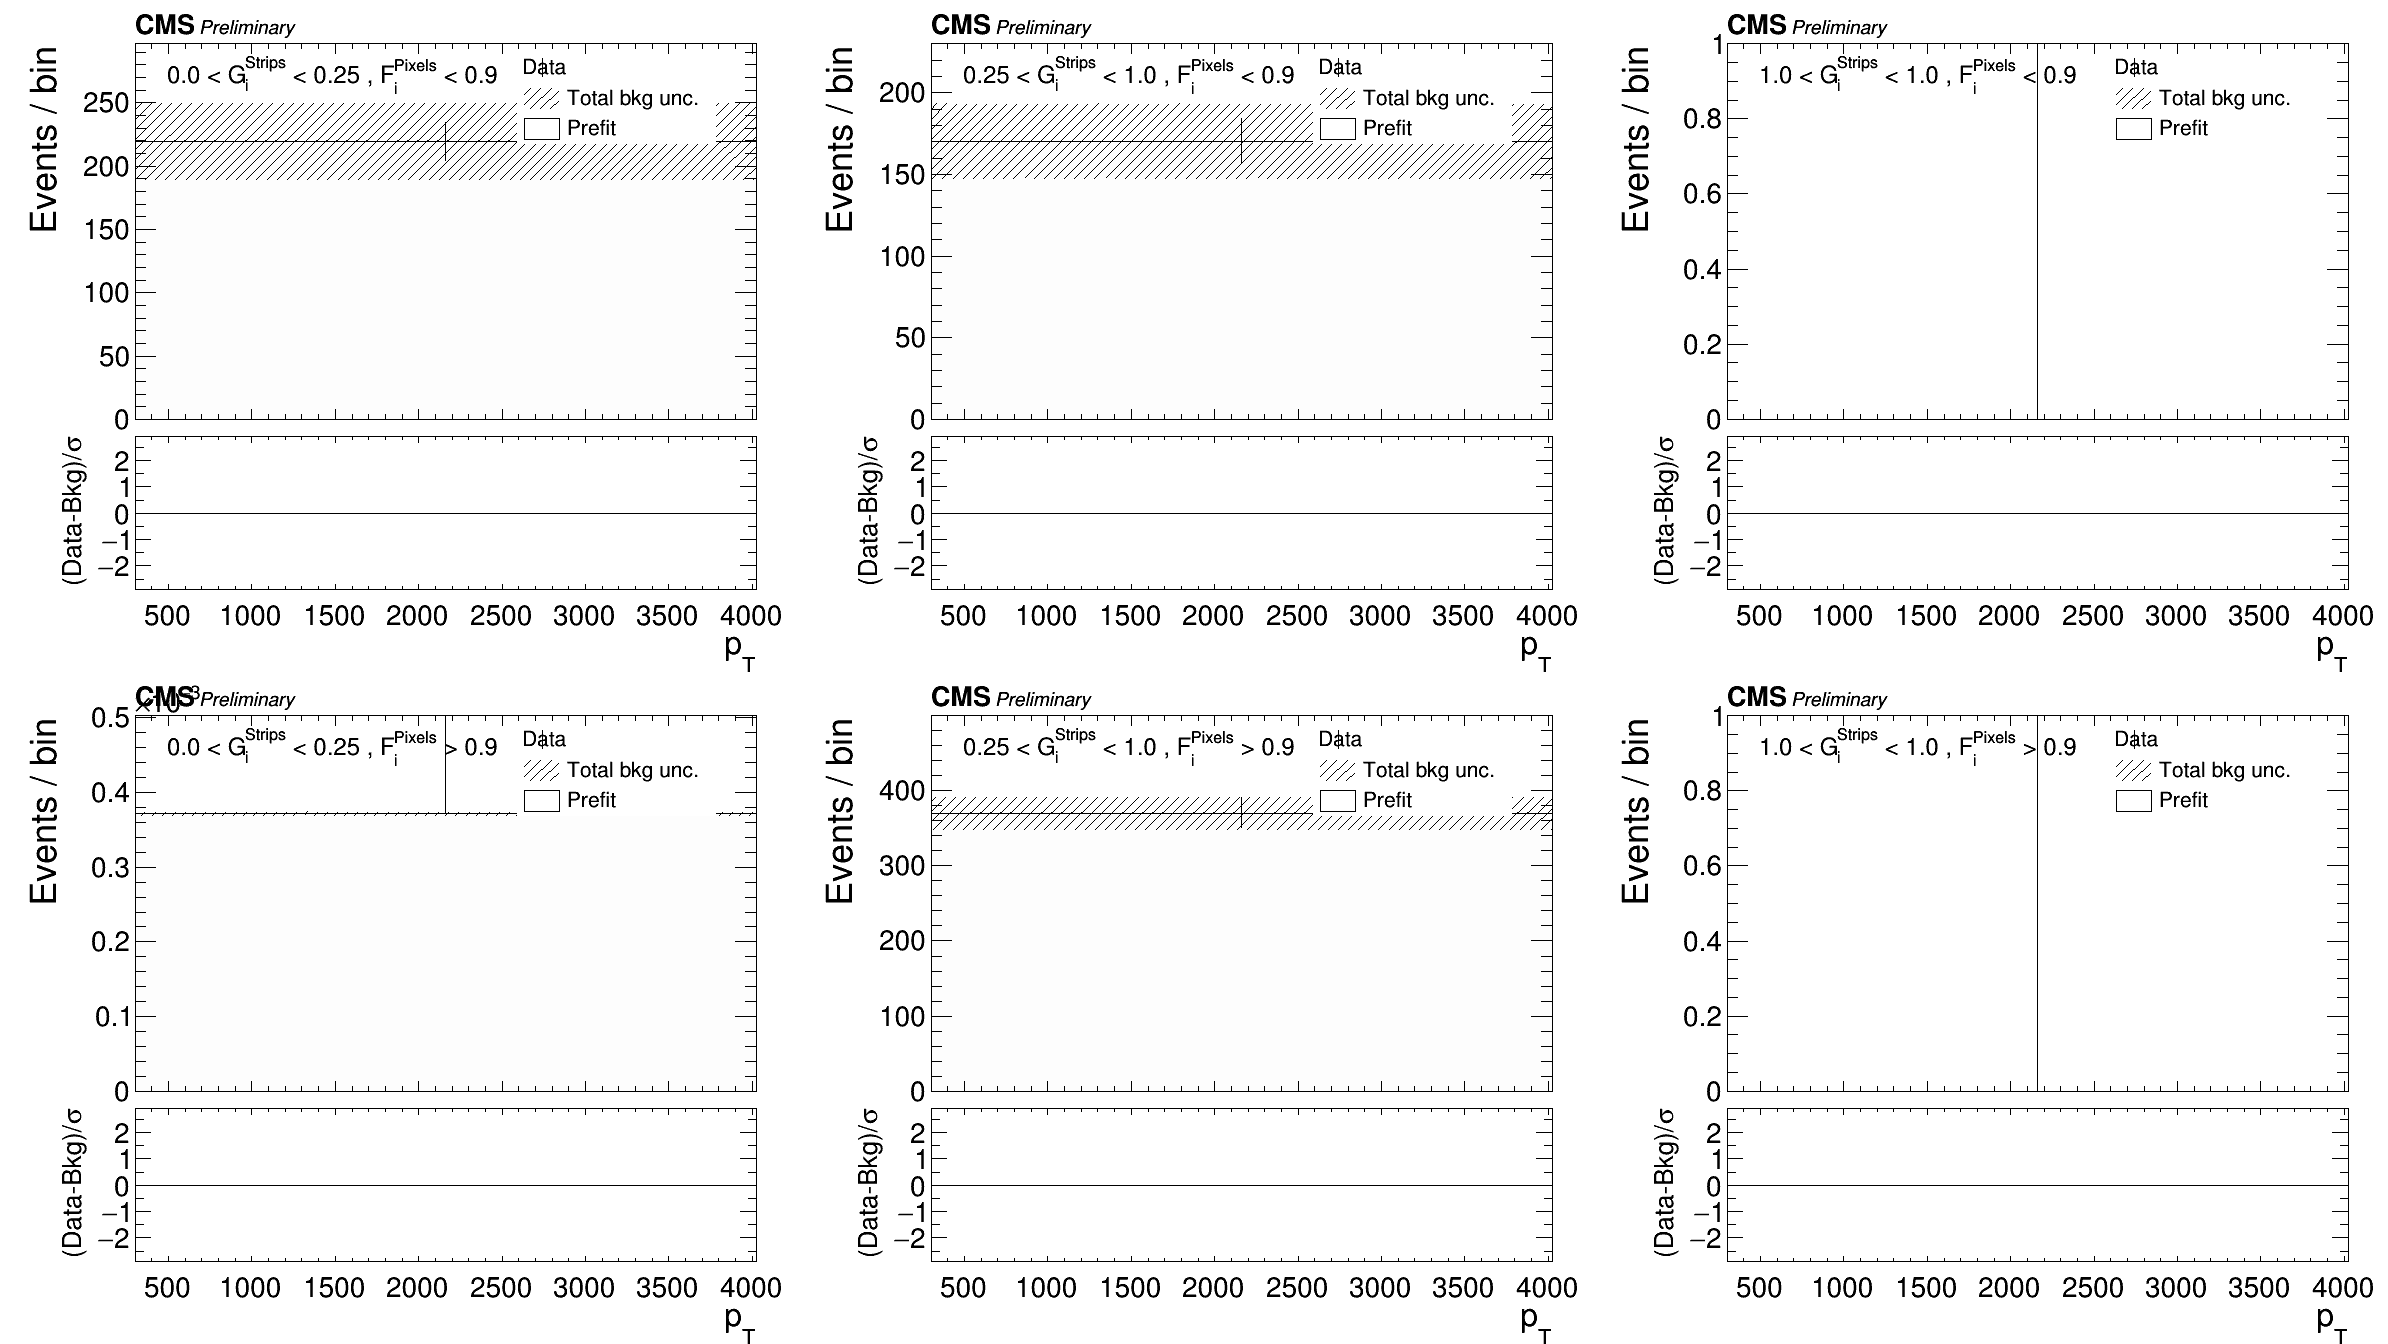 CMS Preliminary
Events / bin
0.0 < G_i^Strips < 0.25 , F_i^Pixels < 0.9
Data
Total bkg unc.
Prefit
250
200
150
100
50
0
(Data-Bkg)/σ
2
1
0
−1
−2
500 1000 1500 2000 2500 3000 3500 4000
p_T
CMS Preliminary
Events / bin
0.25 < G_i^Strips < 1.0 , F_i^Pixels < 0.9
Data
Total bkg unc.
Prefit
200
150
100
50
0
(Data-Bkg)/σ
2
1
0
−1
−2
500 1000 1500 2000 2500 3000 3500 4000
p_T
CMS Preliminary
Events / bin
1.0 < G_i^Strips < 1.0 , F_i^Pixels < 0.9
Data
Total bkg unc.
Prefit
1
0.8
0.6
0.4
0.2
0
(Data-Bkg)/σ
2
1
0
−1
−2
500 1000 1500 2000 2500 3000 3500 4000
p_T
CMS Preliminary
Events / bin
0.0 < G_i^Strips < 0.25 , F_i^Pixels > 0.9
Data
Total bkg unc.
Prefit
0.5
0.4
0.3
0.2
0.1
0
(Data-Bkg)/σ
2
1
0
−1
−2
500 1000 1500 2000 2500 3000 3500 4000
p_T
CMS Preliminary
Events / bin
0.25 < G_i^Strips < 1.0 , F_i^Pixels > 0.9
Data
Total bkg unc.
Prefit
400
300
200
100
0
(Data-Bkg)/σ
2
1
0
−1
−2
500 1000 1500 2000 2500 3000 3500 4000
p_T
CMS Preliminary
Events / bin
1.0 < G_i^Strips < 1.0 , F_i^Pixels > 0.9
Data
Total bkg unc.
Prefit
1
0.8
0.6
0.4
0.2
0
(Data-Bkg)/σ
2
1
0
−1
−2
500 1000 1500 2000 2500 3000 3500 4000
p_T